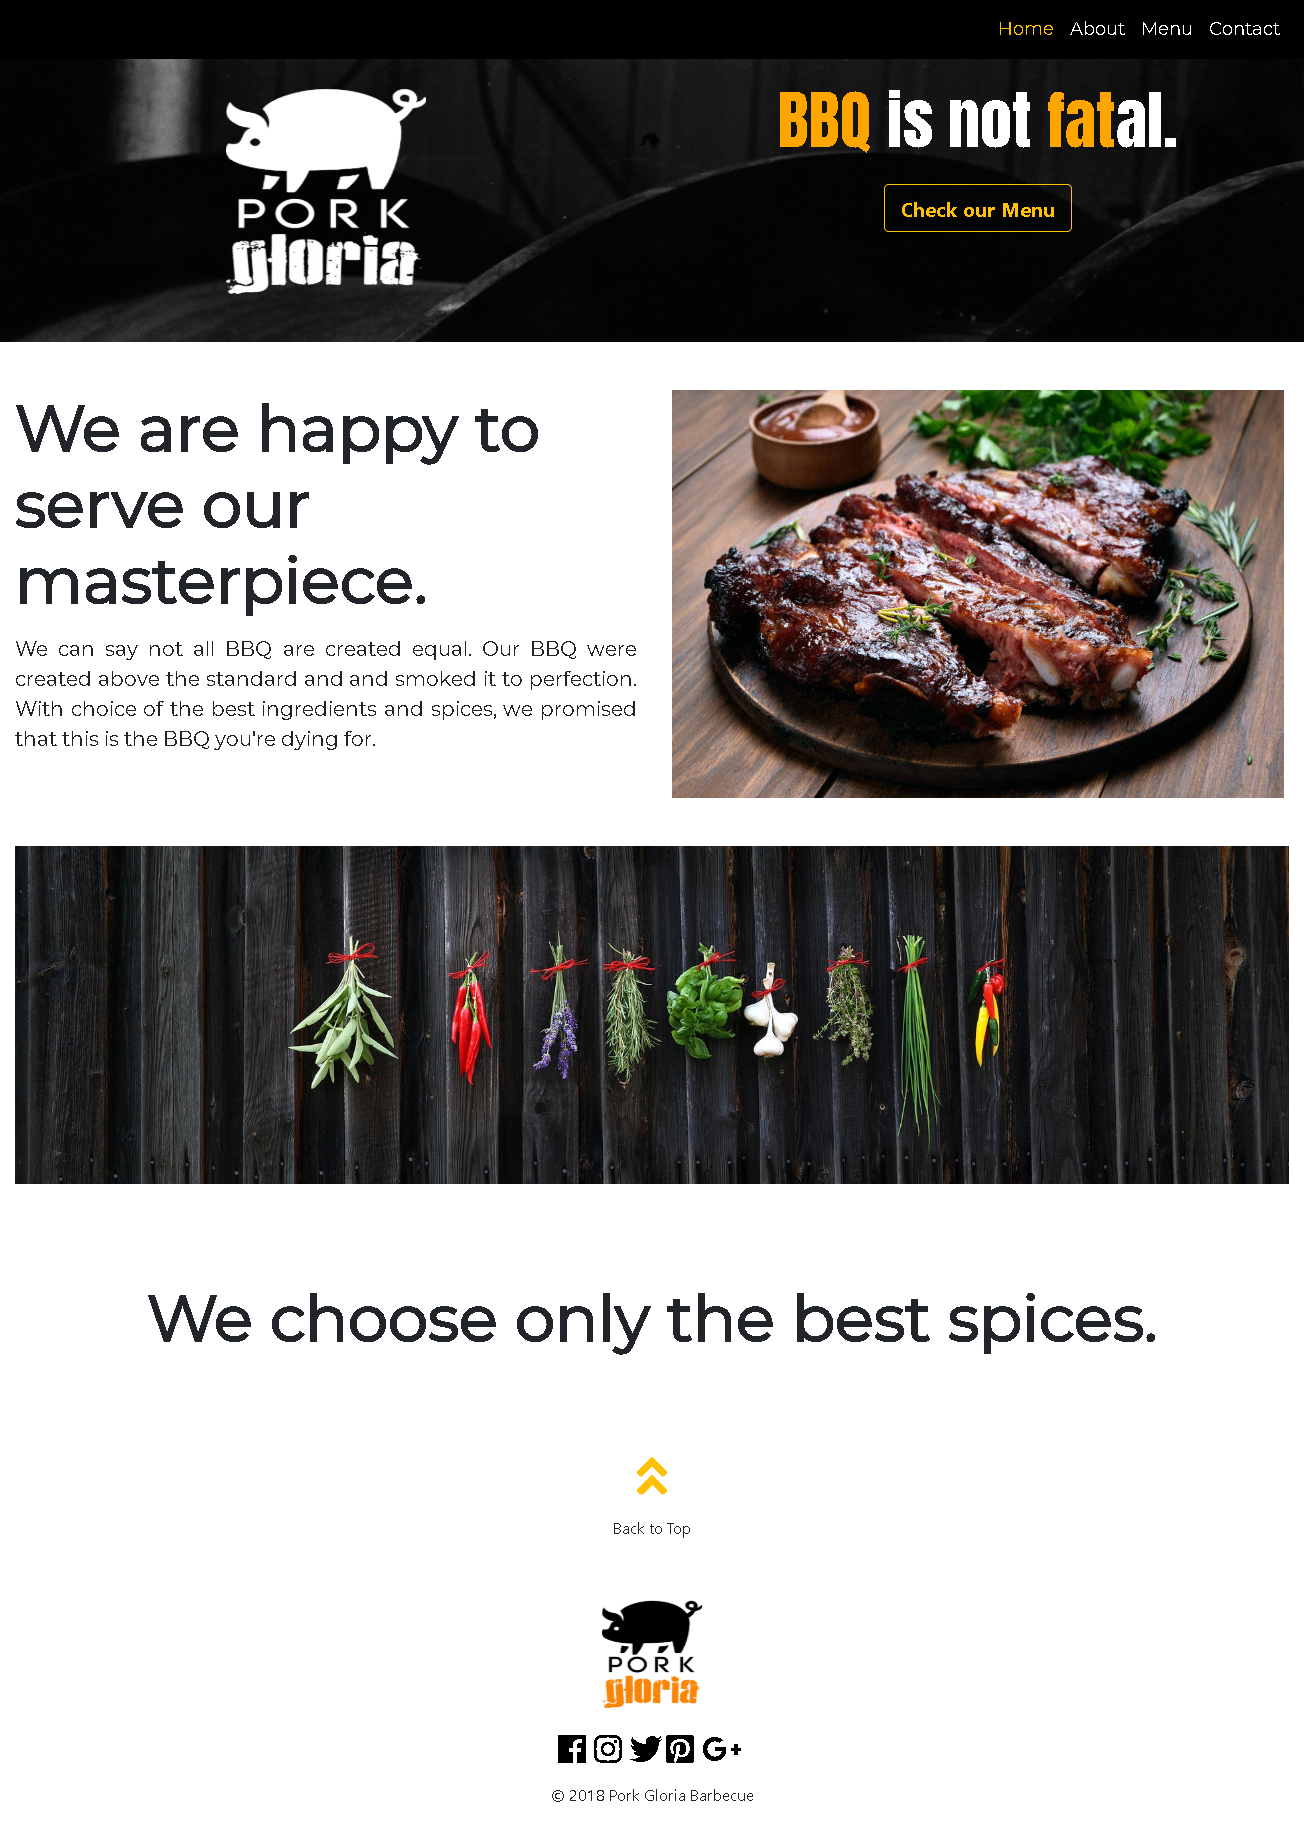 Home About Menu Contact
PORK
gloria
BBQ is not fatal.
Check our Menu
We are happy to
serve our
masterpiece.
We can say not all BBQ are created equal. Our BBQ were
created above the standard and and smoked it to perfection.
With choice of the best ingredients and spices, we promised
that this is the BBQ you're dying for.
We choose only the best spices.
Back to Top
PORK
gloria
© 2018 Pork Gloria Barbecue